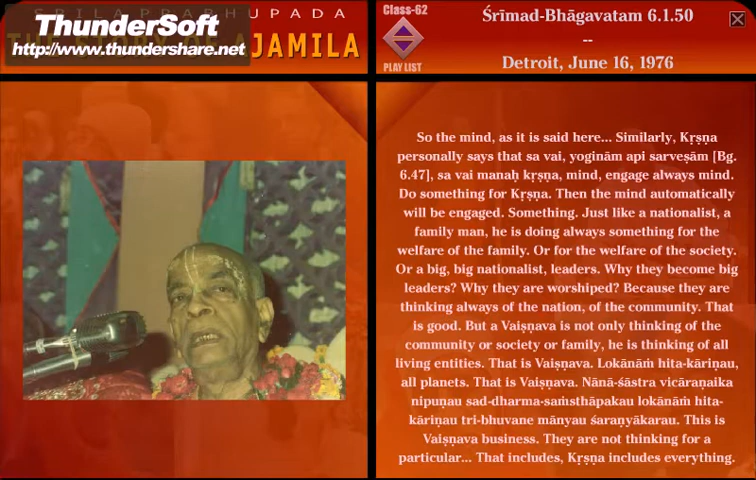 SRILA PRABHUPADA
ThunderSoft
http://www.thundershare.net
AJAMILA
Class-62
PLAY LIST
Śrīmad-Bhāgavatam 6.1.50
--
Detroit, June 16, 1976
So the mind, as it is said here... Similarly, Kṛṣṇa
personally says that sa vai, yoginām api sarveṣām [Bg.
6.47], sa vai manaḥ kṛṣṇa, mind, engage always mind.
Do something for Kṛṣṇa. Then the mind automatically
will be engaged. Something. Just like a nationalist, a
family man, he is doing always something for the
welfare of the family. Or for the welfare of the society.
Or a big, big nationalist, leaders. Why they become big
leaders? Why they are worshiped? Because they are
thinking always of the nation, of the community. That
is good. But a Vaiṣṇava is not only thinking of the
community or society or family, he is thinking of all
living entities. That is Vaiṣṇava. Lokānāṁ hita-kāriṇau,
all planets. That is Vaiṣṇava. Nānā-śāstra vicāraṇaika
nipuṇau sad-dharma-saṁsthāpakau lokānāṁ hita-
kāriṇau tri-bhuvane mānyau śaraṇyākarau. This is
Vaiṣṇava business. They are not thinking for a
particular... That includes, Kṛṣṇa includes everything.